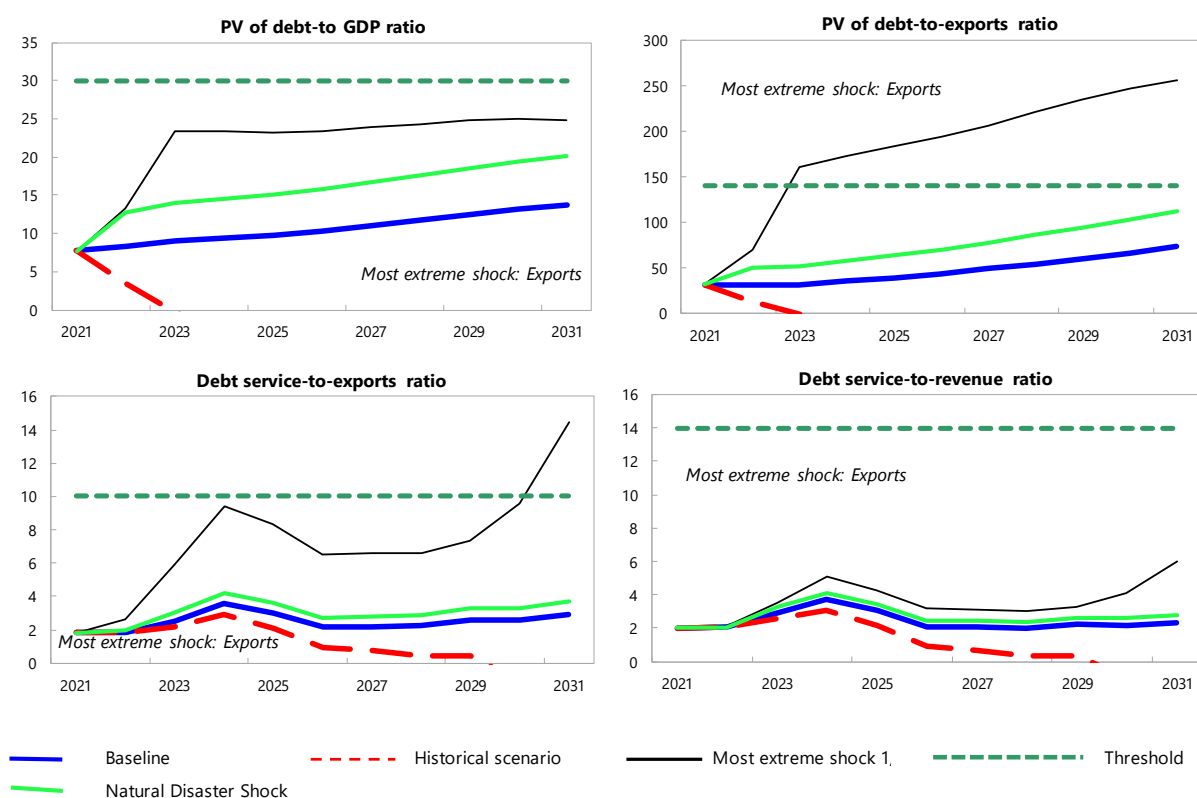 PV of debt-to GDP ratio
35
30
25
20
15
10
5
0
Most extreme shock: Exports
2021 2023 2025 2027 2029 2031
PV of debt-to-exports ratio
300
250
200
150
100
50
0
Most extreme shock: Exports
2021 2023 2025 2027 2029 2031
Debt service-to-exports ratio
16
14
12
10
8
6
4
2
0
Most extreme shock: Exports
2021 2023 2025 2027 2029 2031
Debt service-to-revenue ratio
16
14
12
10
8
6
4
2
0
Most extreme shock: Exports
2021 2023 2025 2027 2029 2031
Baseline Historical scenario Most extreme shock 1/ Threshold
Natural Disaster Shock